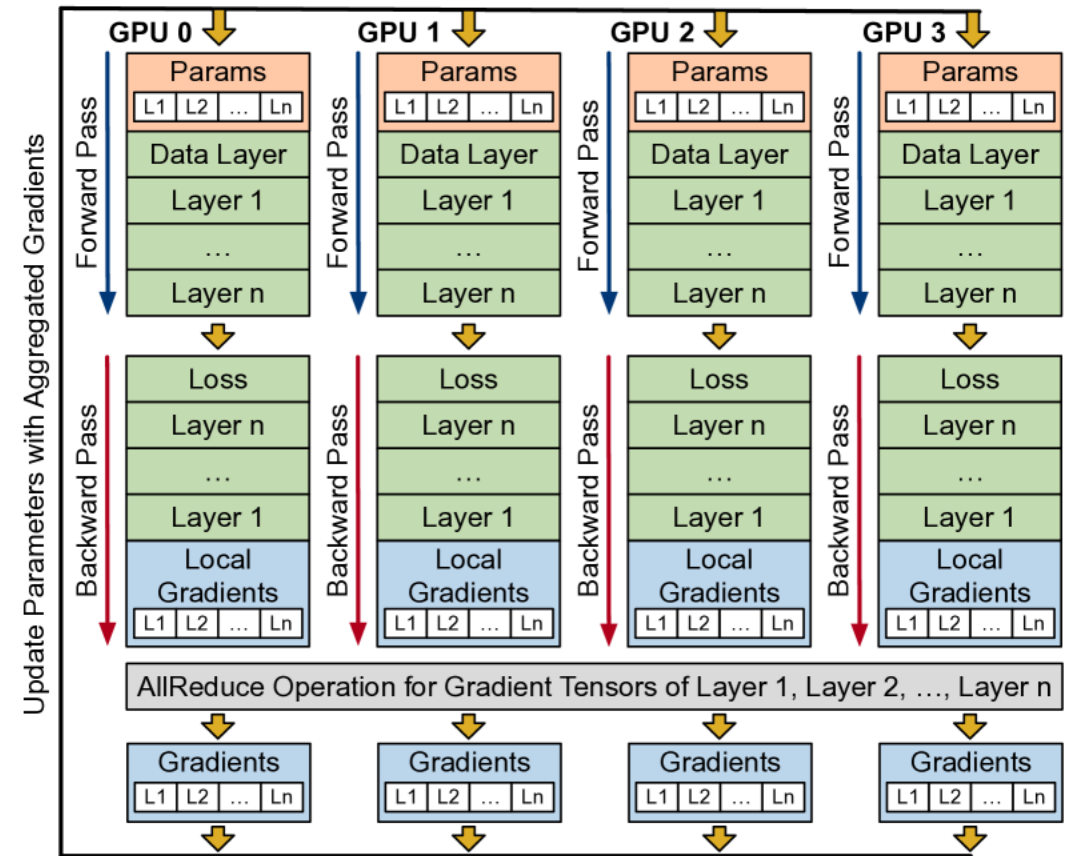 GPU 0
GPU 1
GPU 2
GPU 3
Update Parameters with Aggregated Gradients
Forward Pass
Params
L1 L2 … Ln
Data Layer
Layer 1
…
Layer n
Backward Pass
Loss
Layer n
…
Layer 1
Local
Gradients
L1 L2 … Ln
Forward Pass
Params
L1 L2 … Ln
Data Layer
Layer 1
…
Layer n
Backward Pass
Loss
Layer n
…
Layer 1
Local
Gradients
L1 L2 … Ln
Forward Pass
Params
L1 L2 … Ln
Data Layer
Layer 1
…
Layer n
Backward Pass
Loss
Layer n
…
Layer 1
Local
Gradients
L1 L2 … Ln
Forward Pass
Params
L1 L2 … Ln
Data Layer
Layer 1
…
Layer n
Backward Pass
Loss
Layer n
…
Layer 1
Local
Gradients
L1 L2 … Ln
AllReduce Operation for Gradient Tensors of Layer 1, Layer 2, …, Layer n
Gradients
L1 L2 … Ln
Gradients
L1 L2 … Ln
Gradients
L1 L2 … Ln
Gradients
L1 L2 … Ln